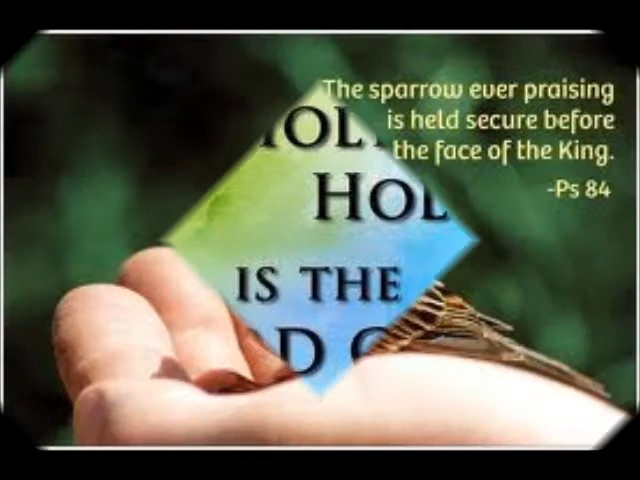 The sparrow ever praising
is held secure before
the face of the King.
-Ps 84
HOL
IS THE